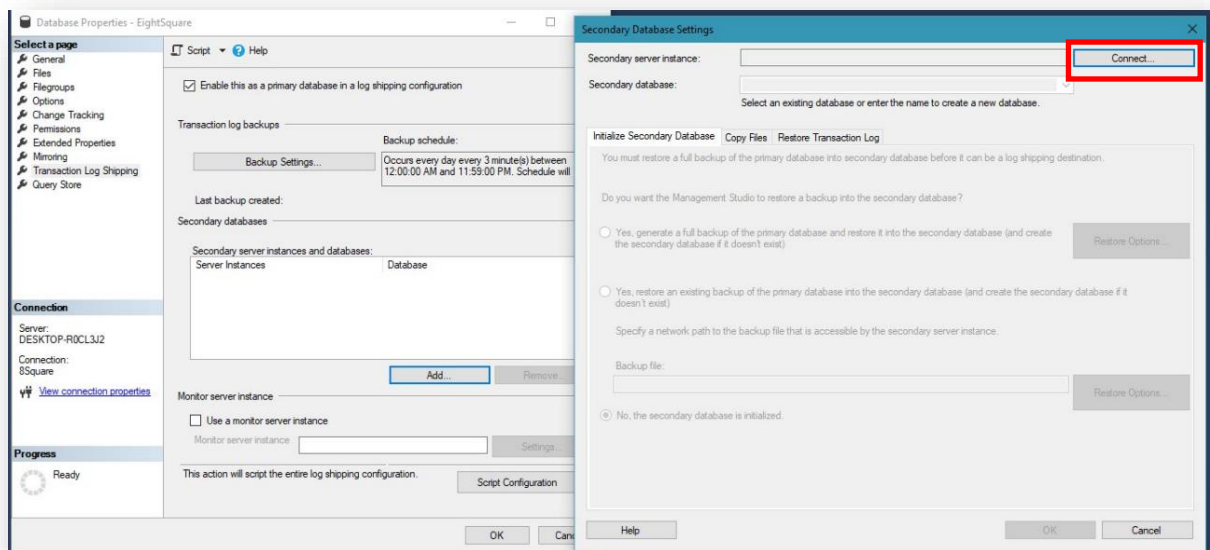 Database Properties - EightSquare
Select a page
General
Files
Filegroups
Options
Change Tracking
Permissions
Extended Properties
Mirroring
Transaction Log Shipping
Query Store
Connection
Server:
DESKTOP-R0CL3J2
Connection:
8Square
View connection properties
Progress
Ready
Script
Help
Enable this as a primary database in a log shipping configuration
Transaction log backups
Backup schedule:
Backup Settings...
Occurs every day every 3 minute(s) between
12:00:00 AM and 11:59:00 PM. Schedule will
Last backup created:
Secondary databases
Secondary server instances and databases:
Server Instances Database
Add... Remove
Monitor server instance
Use a monitor server instance
Monitor server instance Settings...
This action will script the entire log shipping configuration.
Script Configuration
OK
Secondary Database Settings
Secondary server instance: Connect...
Secondary database:
Select an existing database or enter the name to create a new database.
Initialize Secondary Database Copy Files Restore Transaction Log
You must restore a full backup of the primary database into secondary database before it can be a log shipping destination.
Do you want the Management Studio to restore a backup into the secondary database?
Yes, generate a full backup of the primary database and restore it into the secondary database (and create
the secondary database if it doesn't exist)
Restore Options...
Yes, restore an existing backup of the primary database into the secondary database (and create the secondary database if it
doesn't exist)
Specify a network path to the backup file that is accessible by the secondary server instance.
Backup file:
Restore Options...
No, the secondary database is initialized.
Help OK Cancel